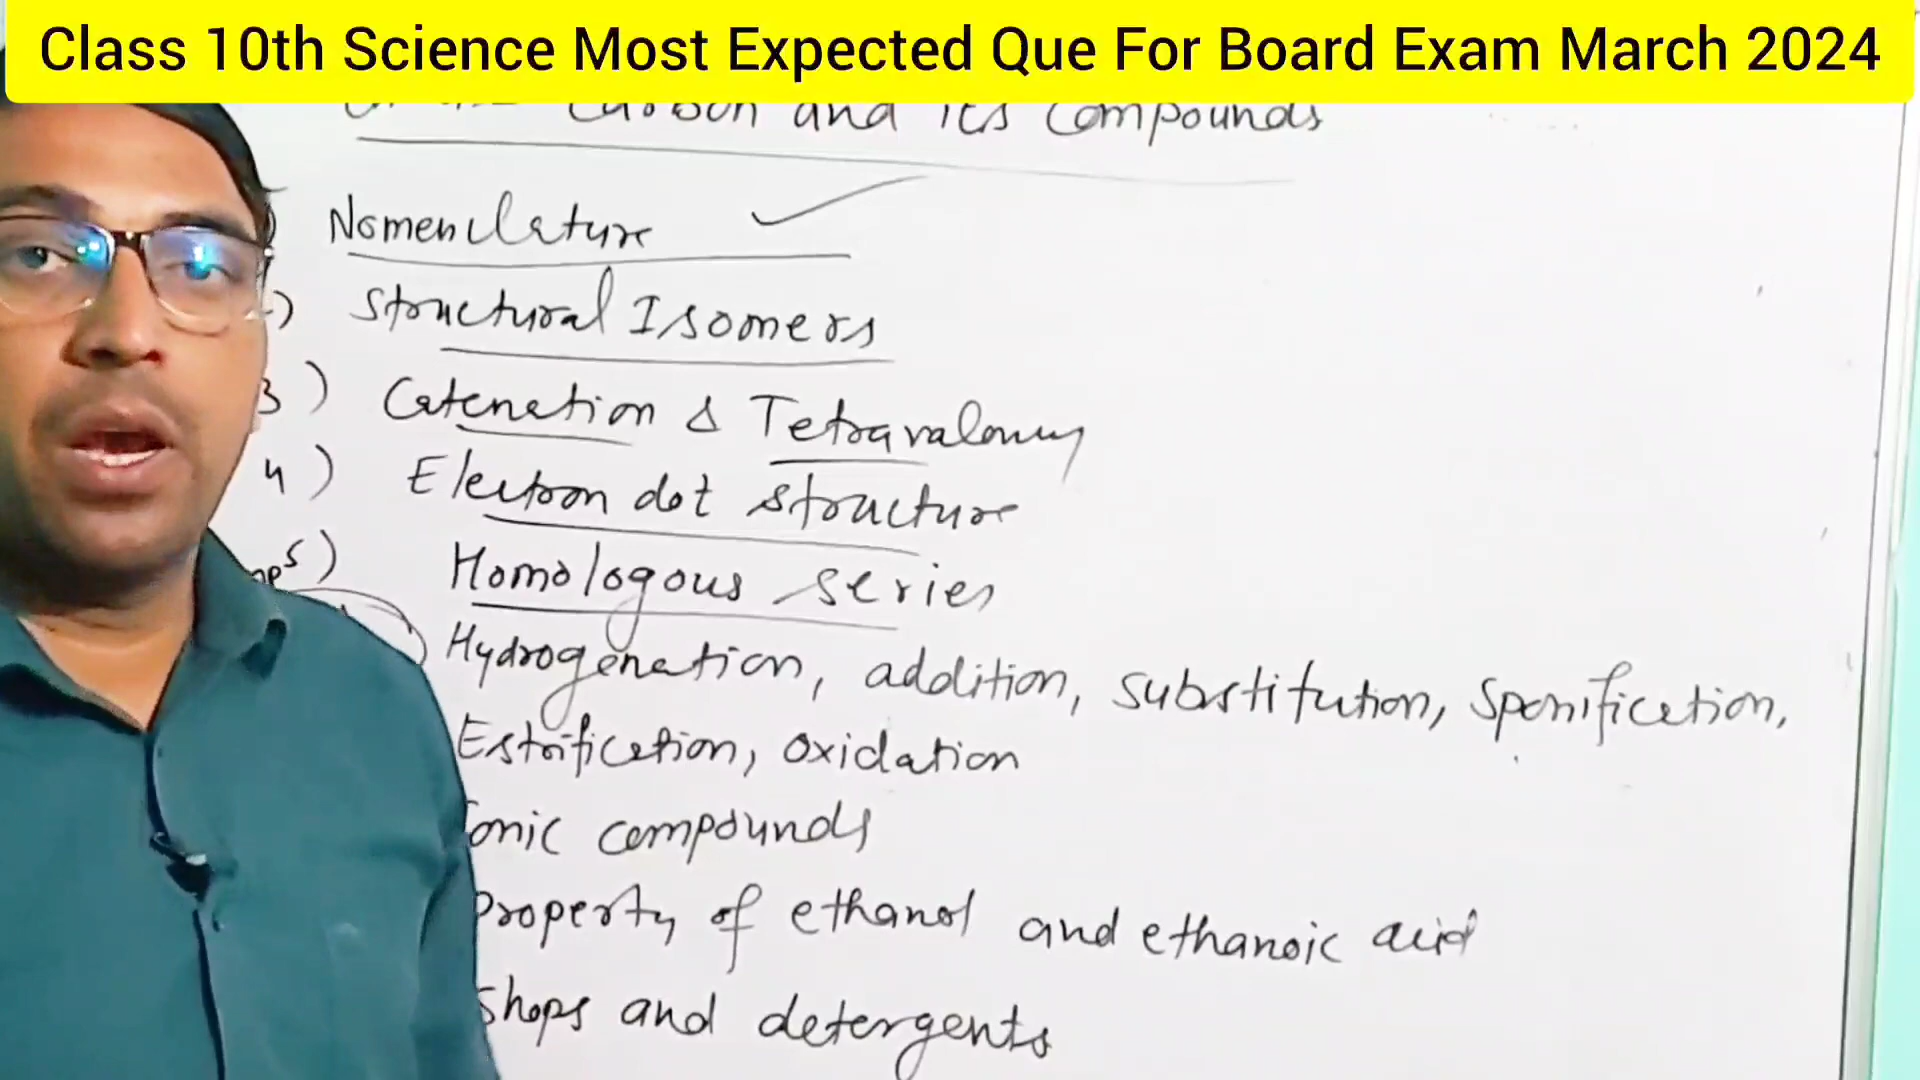 Class 10th Science Most Expected Que For Board Exam March 2024
Carbon and its Compounds
) Nomenclature
) Structural Isomers
3) Catenation & Tetravalency
4) Electron dot structure
5) Homologous series
Hydrogenation, addition, substitution, Sponification,
Estrification, oxidation
onic compounds
Property of ethanol and ethanoic acid
Shops and detergents